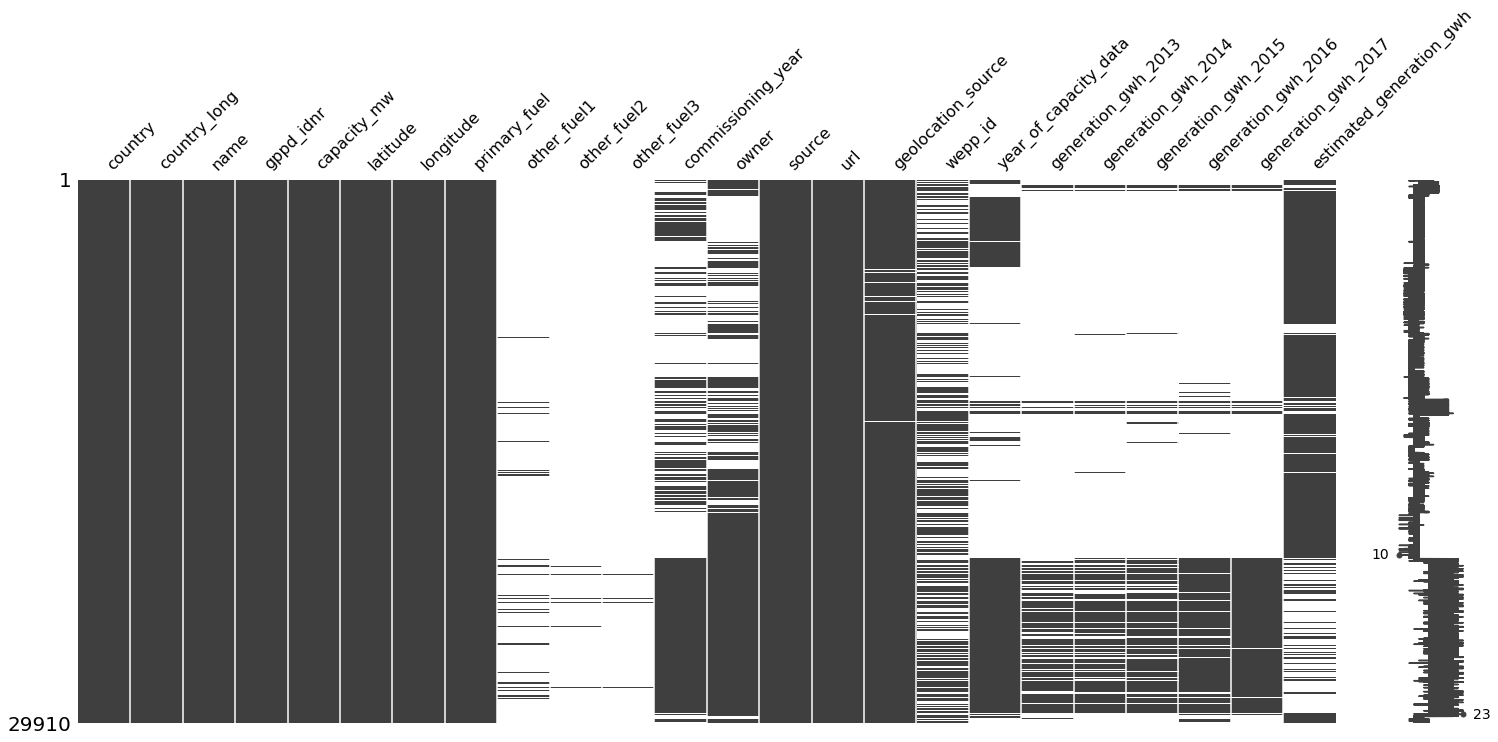 country
country_long
name
gppd_idnr
capacity_mw
latitude
longitude
primary_fuel
other_fuel1
other_fuel2
other_fuel3
commissioning_year
owner
source
url
geolocation_source
wepp_id
year_of_capacity_data
generation_gwh_2013
generation_gwh_2014
generation_gwh_2015
generation_gwh_2016
generation_gwh_2017
estimated_generation_gwh
1
10
23
29910